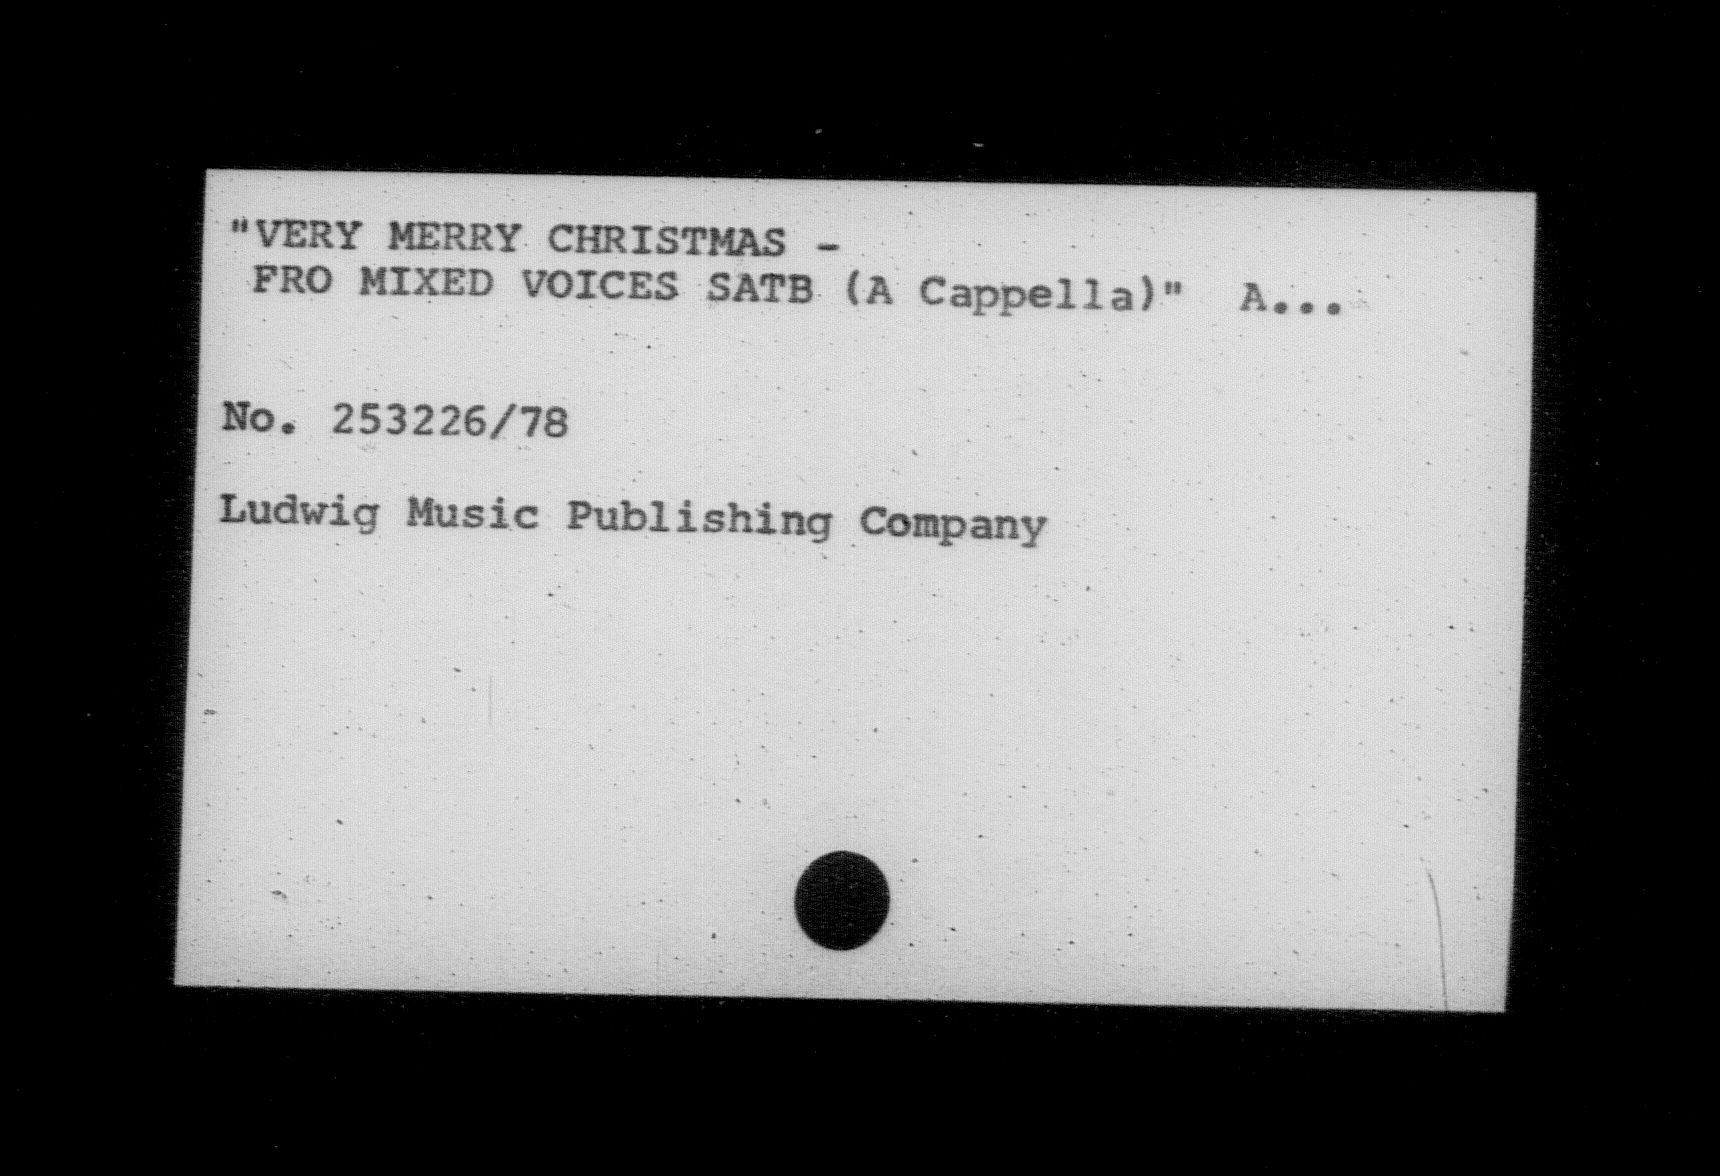 "VERY MERRY CHRISTMAS -
FRO MIXED VOICES SATB (A Cappella)" A...
No. 253226/78
Ludwig Music Publishing Company